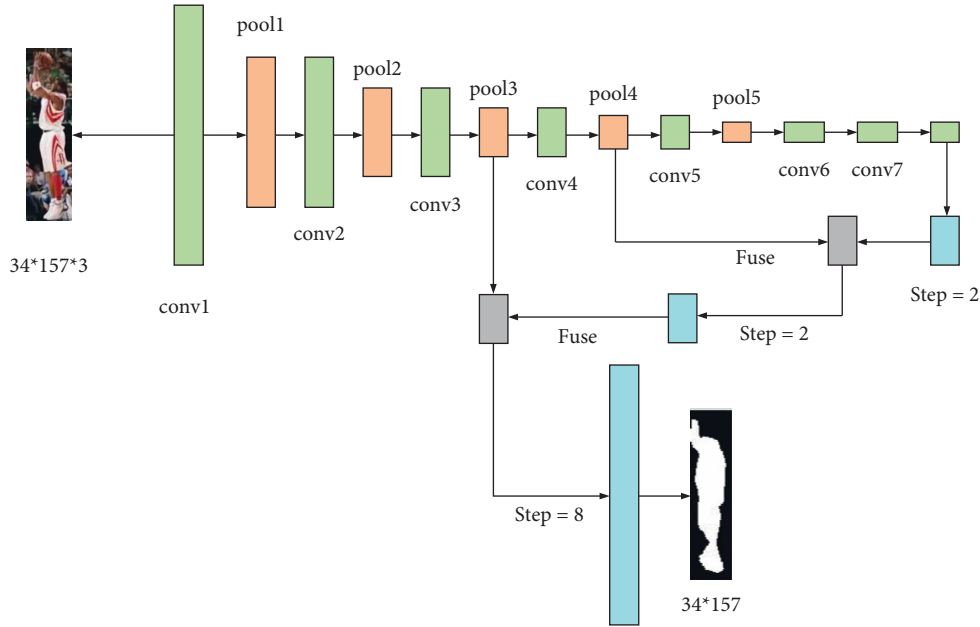 pool1
pool2
pool3
pool4
pool5
conv1
conv2
conv3
conv4
conv5
conv6
conv7
34*157*3
Fuse
Step = 2
Fuse
Step = 2
Step = 8
34*157